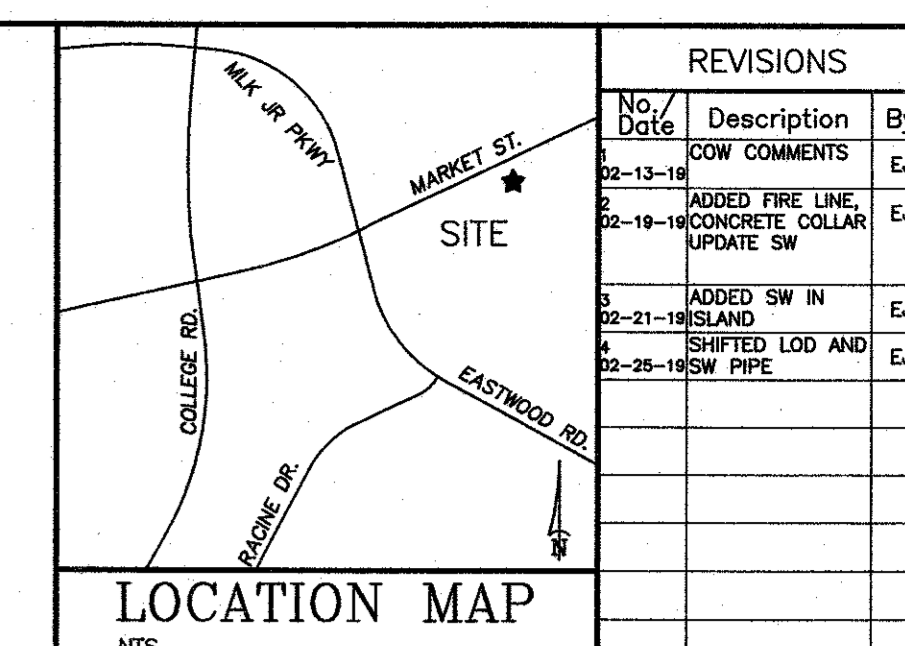 MLK JR PKWY
MARKET ST.
SITE
COLLEGE RD.
EASTWOOD RD.
RACINE DR.
N
LOCATION MAP
NTS
REVISIONS
No./ Date Description By
1 02-13-19 COW COMMENTS
2 02-19-19 ADDED FIRE LINE,
CONCRETE COLLAR
UPDATE SW
3 02-21-19 ADDED SW IN
ISLAND
4 02-25-19 SHIFTED LOD AND
SW PIPE